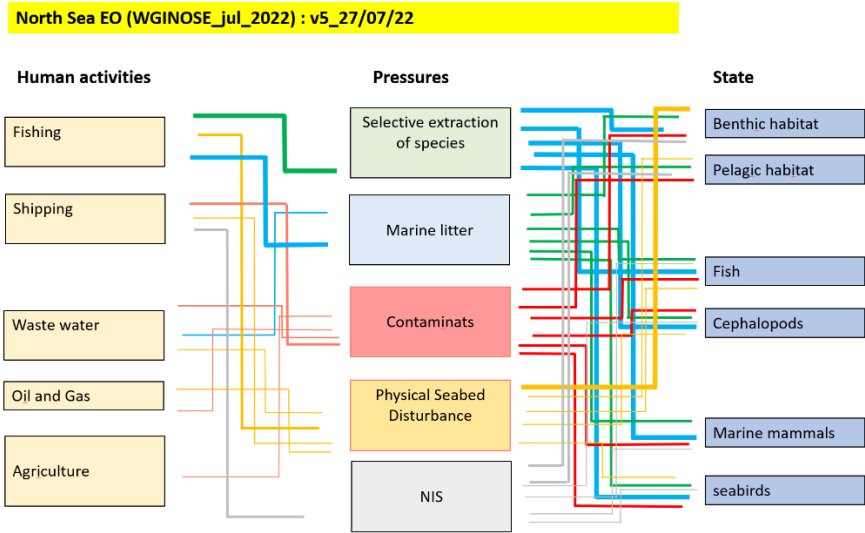 North Sea EO (WGINOSE_jul_2022) : v5_27/07/22
Human activities
Pressures
State
Fishing
Shipping
Waste water
Oil and Gas
Agriculture
Selective extraction
of species
Marine litter
Contaminats
Physical Seabed
Disturbance
NIS
Benthic habitat
Pelagic habitat
Fish
Cephalopods
Marine mammals
seabirds